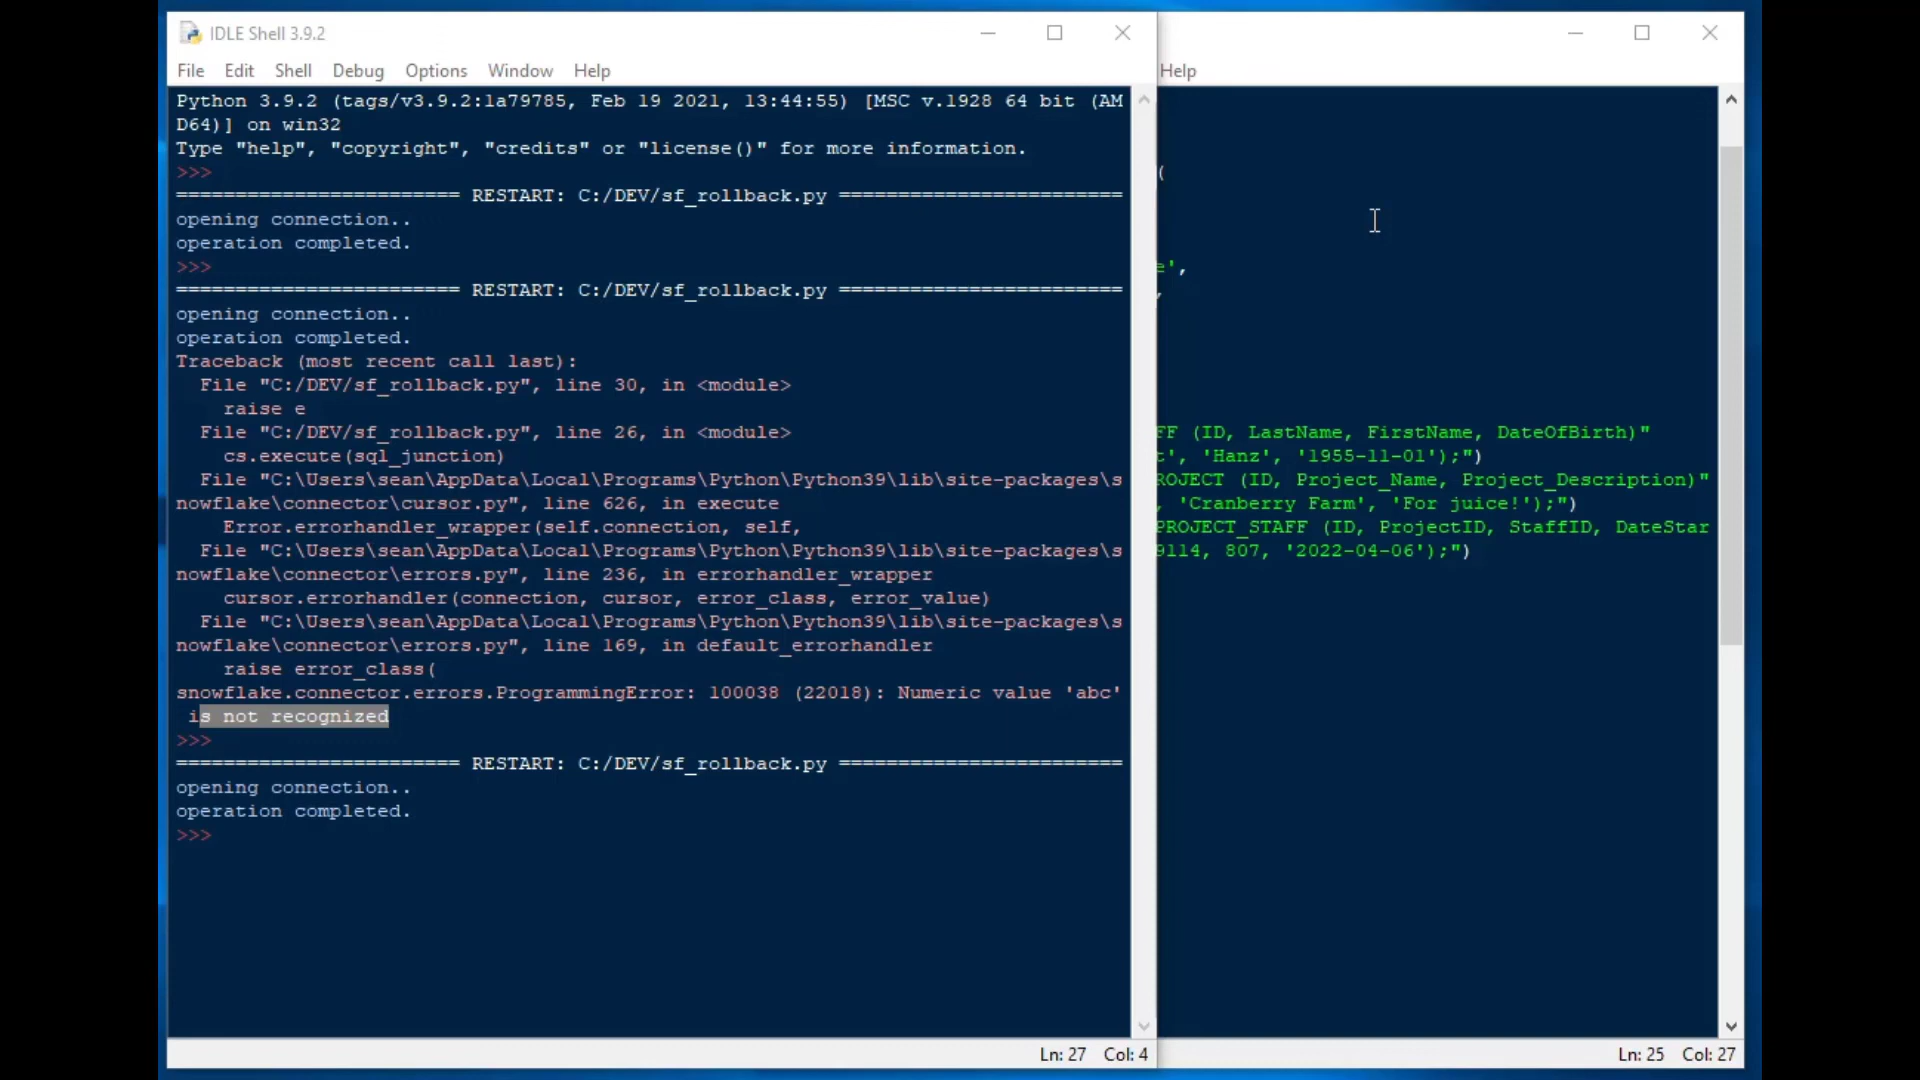 IDLE Shell 3.9.2
File Edit Shell Debug Options Window Help
Python 3.9.2 (tags/v3.9.2:1a79785, Feb 19 2021, 13:44:55) [MSC v.1928 64 bit (AM
D64)] on win32
Type "help", "copyright", "credits" or "license()" for more information.
>>>
======================== RESTART: C:/DEV/sf_rollback.py ========================
opening connection..
operation completed.
>>>
======================== RESTART: C:/DEV/sf_rollback.py ========================
opening connection..
operation completed.
Traceback (most recent call last):
  File "C:/DEV/sf_rollback.py", line 30, in <module>
    raise e
  File "C:/DEV/sf_rollback.py", line 26, in <module>
    cs.execute(sql_junction)
  File "C:\Users\sean\AppData\Local\Programs\Python\Python39\lib\site-packages\s
nowflake\connector\cursor.py", line 626, in execute
    Error.errorhandler_wrapper(self.connection, self,
  File "C:\Users\sean\AppData\Local\Programs\Python\Python39\lib\site-packages\s
nowflake\connector\errors.py", line 236, in errorhandler_wrapper
    cursor.errorhandler(connection, cursor, error_class, error_value)
  File "C:\Users\sean\AppData\Local\Programs\Python\Python39\lib\site-packages\s
nowflake\connector\errors.py", line 169, in default_errorhandler
    raise error_class(
snowflake.connector.errors.ProgrammingError: 100038 (22018): Numeric value 'abc'
 is not recognized
>>>
======================== RESTART: C:/DEV/sf_rollback.py ========================
opening connection..
operation completed.
>>>
Ln: 27 Col: 4
Help
(
e',
,
FF (ID, LastName, FirstName, DateOfBirth)"
t', 'Hanz', '1955-11-01');")
ROJECT (ID, Project_Name, Project_Description)"
, 'Cranberry Farm', 'For juice!');")
PROJECT_STAFF (ID, ProjectID, StaffID, DateStar
9114, 807, '2022-04-06');")
Ln: 25 Col: 27